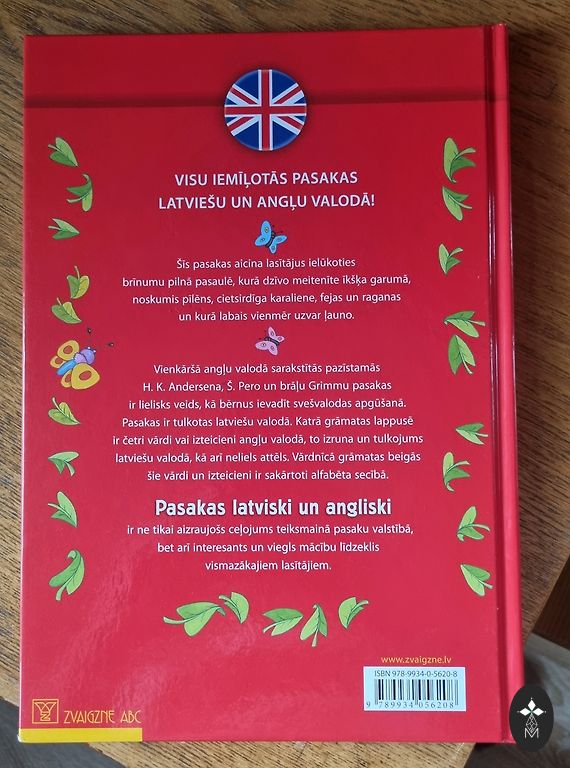 VISU IEMĪĻOTĀS PASAKAS
LATVIEŠU UN ANGĻU VALODĀ!
Šīs pasakas aicina lasītājus ielūkoties
brīnumu pilnā pasaulē, kurā dzīvo meitenīte īkšķa garumā,
noskumis pīlēns, cietsirdīga karaliene, fejas un raganas
un kurā labais vienmēr uzvar ļauno.
Vienkāršā angļu valodā sarakstītās pazīstamās
H. K. Andersena, Š. Pero un brāļu Grimmu pasakas
ir lielisks veids, kā bērnus ievadīt svešvalodas apgūšanā.
Pasakas ir tulkotas latviešu valodā. Katrā grāmatas lappusē
ir četri vārdi vai izteicieni angļu valodā, to izruna un tulkojums
latviešu valodā, kā arī neliels attēls. Vārdnīcā grāmatas beigās
šie vārdi un izteicieni ir sakārtoti alfabēta secībā.
Pasakas latviski un angliski
ir ne tikai aizraujošs ceļojums teiksmainā pasaku valstībā,
bet arī interesants un viegls mācību līdzeklis
vismazākajiem lasītājiem.
www.zvaigzne.lv
ISBN 978-9934-0-5620-8
9 789934 056208
ZVAIGZNE ABC